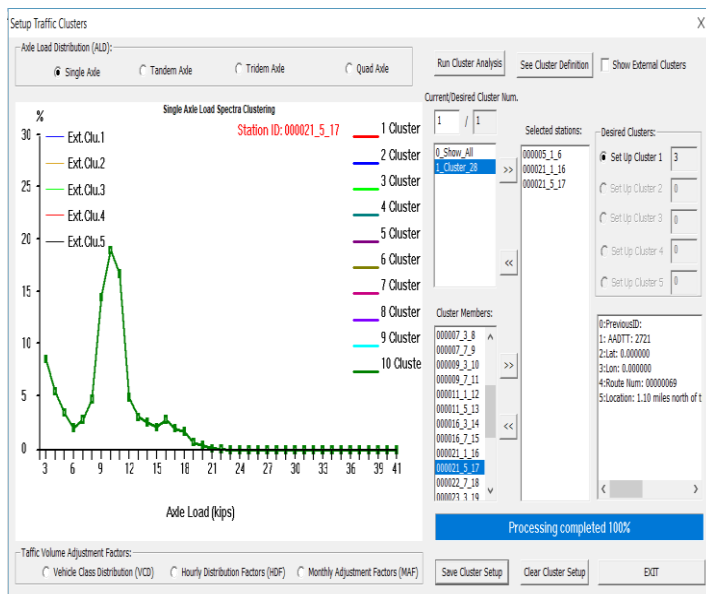 Setup Traffic Clusters
X
Axle Load Distribution (ALD):
Single Axle
Tandem Axle
Tridem Axle
Quad Axle
Run Cluster Analysis
See Cluster Definition
Show External Clusters
Current/Desired Cluster Num.
1 / 1
Single Axle Load Spectra Clustering
Station ID: 000021_5_17
%
30
25
20
15
10
5
0
Ext.Clu.1
Ext.Clu.2
Ext.Clu.3
Ext.Clu.4
Ext.Clu.5
1 Cluster
2 Cluster
3 Cluster
4 Cluster
5 Cluster
6 Cluster
7 Cluster
8 Cluster
9 Cluster
10 Cluste
3 6 9 12 15 18 21 24 27 30 33 36 39 41
Axle Load (kips)
0_Show_All
1_Cluster_28
>>
<<
Selected stations:
000005_1_6
000021_1_16
000021_5_17
Desired Clusters:
Set Up Cluster 1 3
Set Up Cluster 2 0
Set Up Cluster 3 0
Set Up Cluster 4 0
Set Up Cluster 5 0
Cluster Members:
000007_3_8
000007_7_9
000009_3_10
000009_7_11
000011_1_12
000011_5_13
000016_3_14
000016_7_15
000021_1_16
000021_5_17
000022_7_18
000023_3_19
>>
<<
0:PreviousID:
1: AADTT: 2721
2:Lat: 0.000000
3:Lon: 0.000000
4:Route Num: 00000069
5:Location: 1.10 miles north of t
Processing completed 100%
Taffic Volume Adjustment Factors:
Vehicle Class Distribution (VCD)
Hourly Distribution Factors (HDF)
Monthly Adjustment Factors (MAF)
Save Cluster Setup
Clear Cluster Setup
EXIT